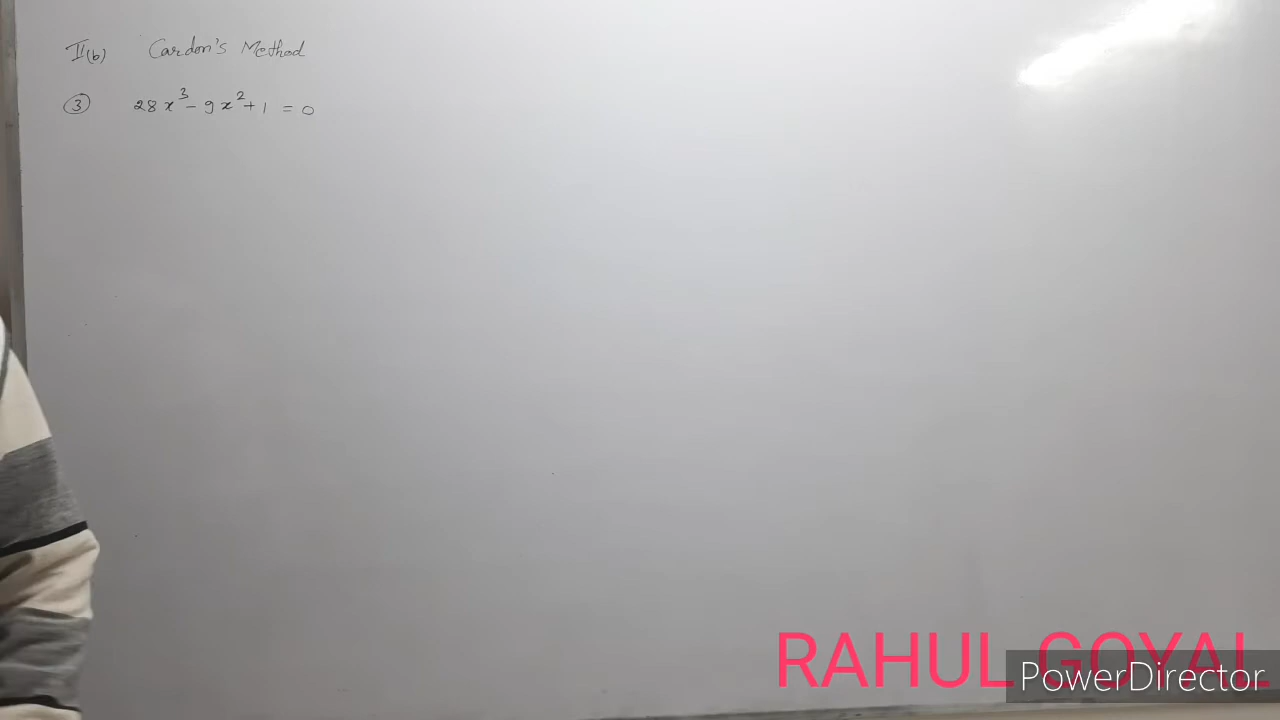 II(b) Cardon's Method
③ 28x³ - 9x² + 1 = 0
RAHUL GOYAL
PowerDirector